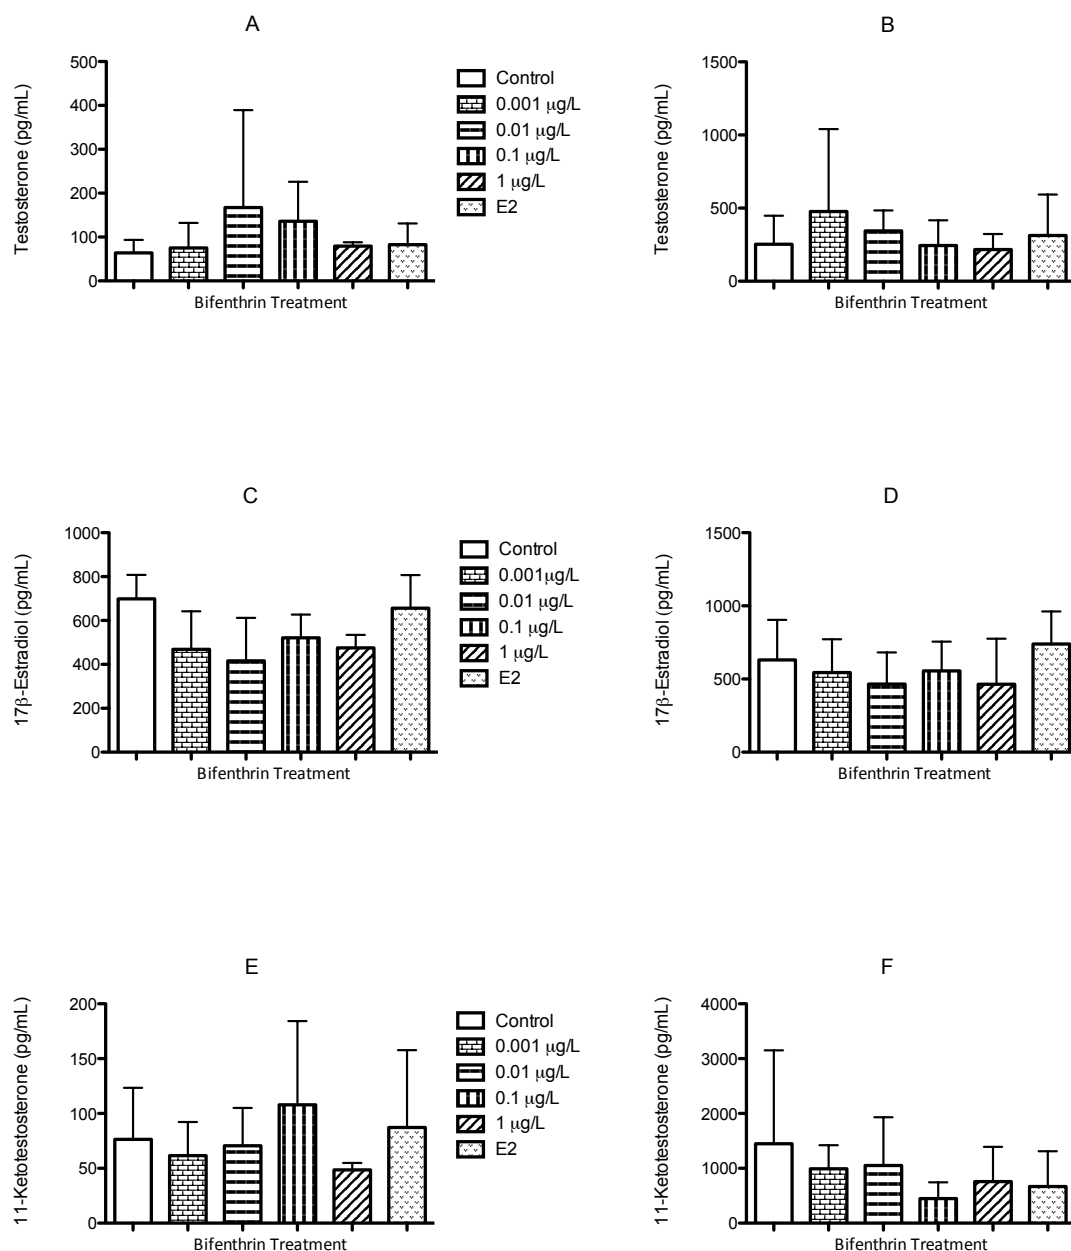 A
Testosterone (pg/mL)
500
400
300
200
100
0
Bifenthrin Treatment
Control
0.001 μg/L
0.01 μg/L
0.1 μg/L
1 μg/L
E2
B
Testosterone (pg/mL)
1500
1000
500
0
Bifenthrin Treatment
C
17β-Estradiol (pg/mL)
1000
800
600
400
200
0
Bifenthrin Treatment
Control
0.001μg/L
0.01 μg/L
0.1 μg/L
1 μg/L
E2
D
17β-Estradiol (pg/mL)
1500
1000
500
0
Bifenthrin Treatment
E
11-Ketotestosterone (pg/mL)
200
150
100
50
0
Bifenthrin Treatment
Control
0.001 μg/L
0.01 μg/L
0.1 μg/L
1 μg/L
E2
F
11-Ketotestosterone (pg/mL)
4000
3000
2000
1000
0
Bifenthrin Treatment